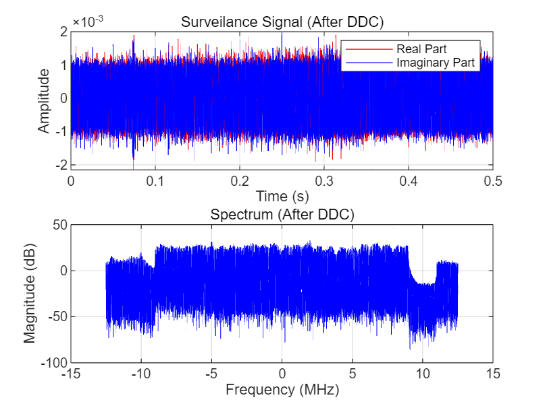 Surveilance Signal (After DDC)
×10-3
2
1
0
-1
-2
Amplitude
Real Part
Imaginary Part
0 0.1 0.2 0.3 0.4 0.5
Time (s)
Spectrum (After DDC)
50
0
-50
-100
Magnitude (dB)
-15 -10 -5 0 5 10 15
Frequency (MHz)